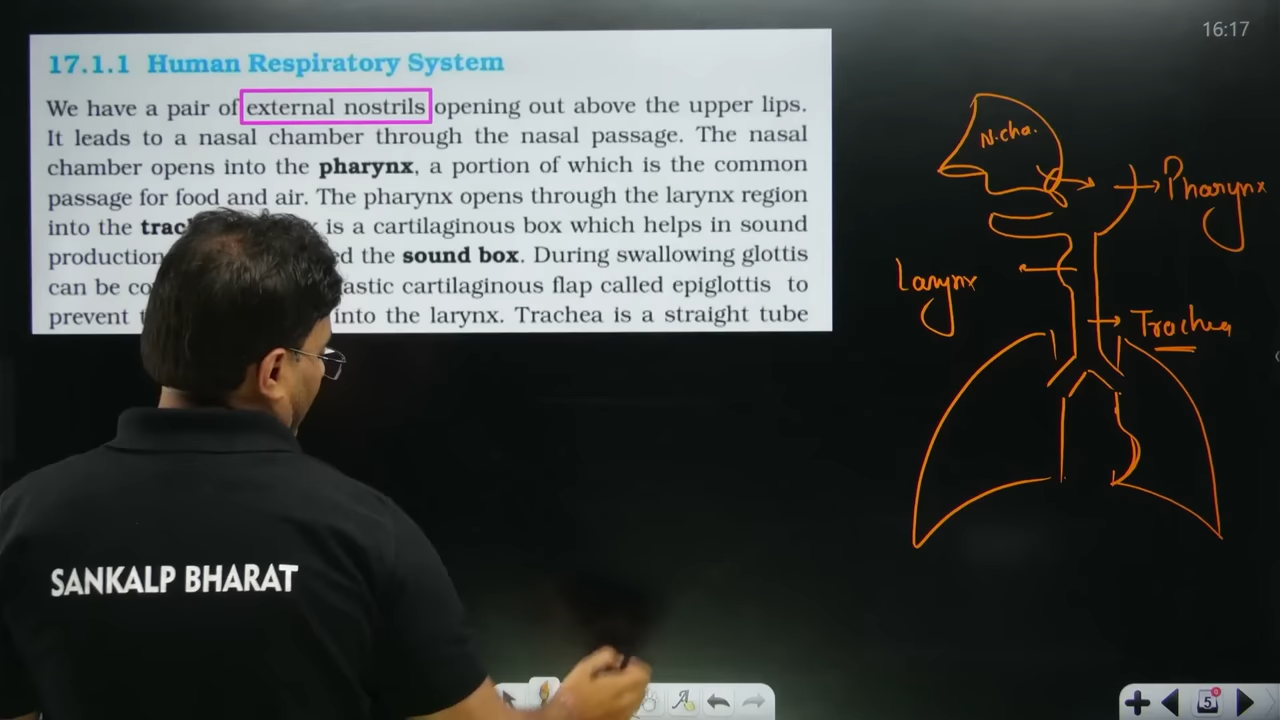 16:17
17.1.1 Human Respiratory System
We have a pair of external nostrils opening out above the upper lips.
It leads to a nasal chamber through the nasal passage. The nasal
chamber opens into the pharynx, a portion of which is the common
passage for food and air. The pharynx opens through the larynx region
into the is a cartilaginous box which helps in sound
production the sound box. During swallowing glottis
can be cartilaginous flap called epiglottis to
prevent into the larynx. Trachea is a straight tube
N.cha.
Pharynx
Larynx
Trachea
SANKALP BHARAT
5